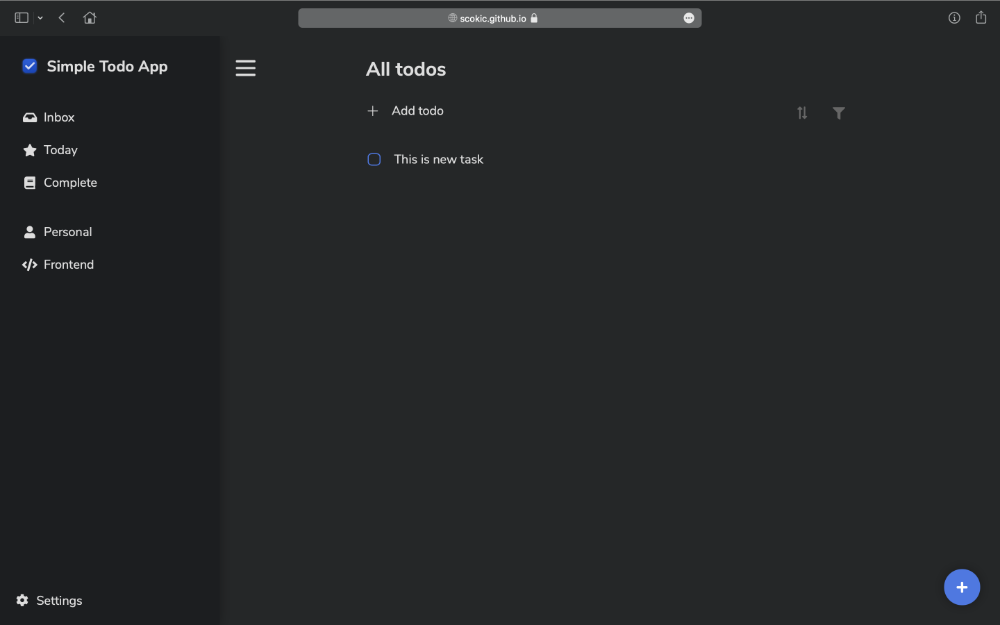 scokic.github.io
Simple Todo App
Inbox
Today
Complete
Personal
Frontend
Settings
All todos
Add todo
This is new task